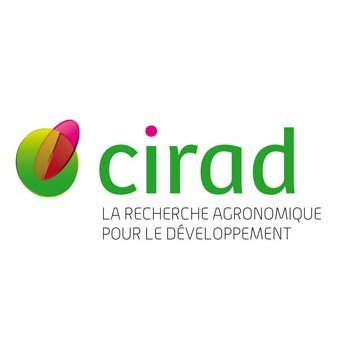 cirad
LA RECHERCHE AGRONOMIQUE
POUR LE DÉVELOPPEMENT